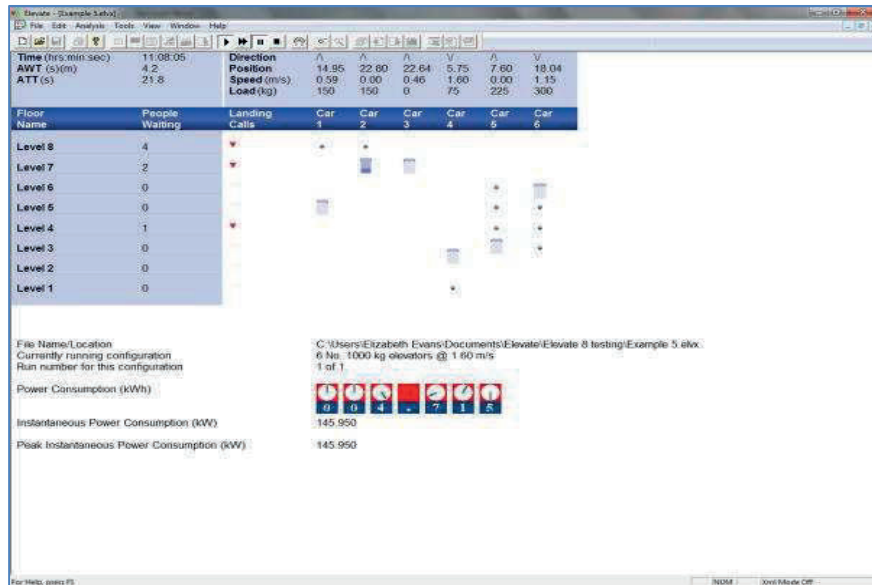 Elevate - [Example 5.elvx]
File Edit Analysis Tools View Window Help
Time (hrs:min:sec) 11:08:05 Direction /\ /\ /\ \/ /\ \/
AWT (s)(m) 4.2 Position 14.95 22.80 22.64 5.75 7.60 18.04
ATT (s) 21.8 Speed (m/s) 0.59 0.00 0.46 1.60 0.00 1.15
Load (kg) 150 150 0 75 225 300
Floor People Landing Car Car Car Car Car Car
Name Waiting Calls 1 2 3 4 5 6
Level 8 4
Level 7 2
Level 6 0
Level 5 0
Level 4 1
Level 3 0
Level 2 0
Level 1 0
File Name/Location C:\Users\Elizabeth Evans\Documents\Elevate\Elevate 8 testing\Example 5.elvx
Currently running configuration 6 No. 1000 kg elevators @ 1.60 m/s
Run number for this configuration 1 of 1
Power Consumption (kWh) 0 0 4 . 7 1 5
Instantaneous Power Consumption (kW) 145.950
Peak Instantaneous Power Consumption (kW) 145.950
For Help, press F1 NUM Xml Mode Off